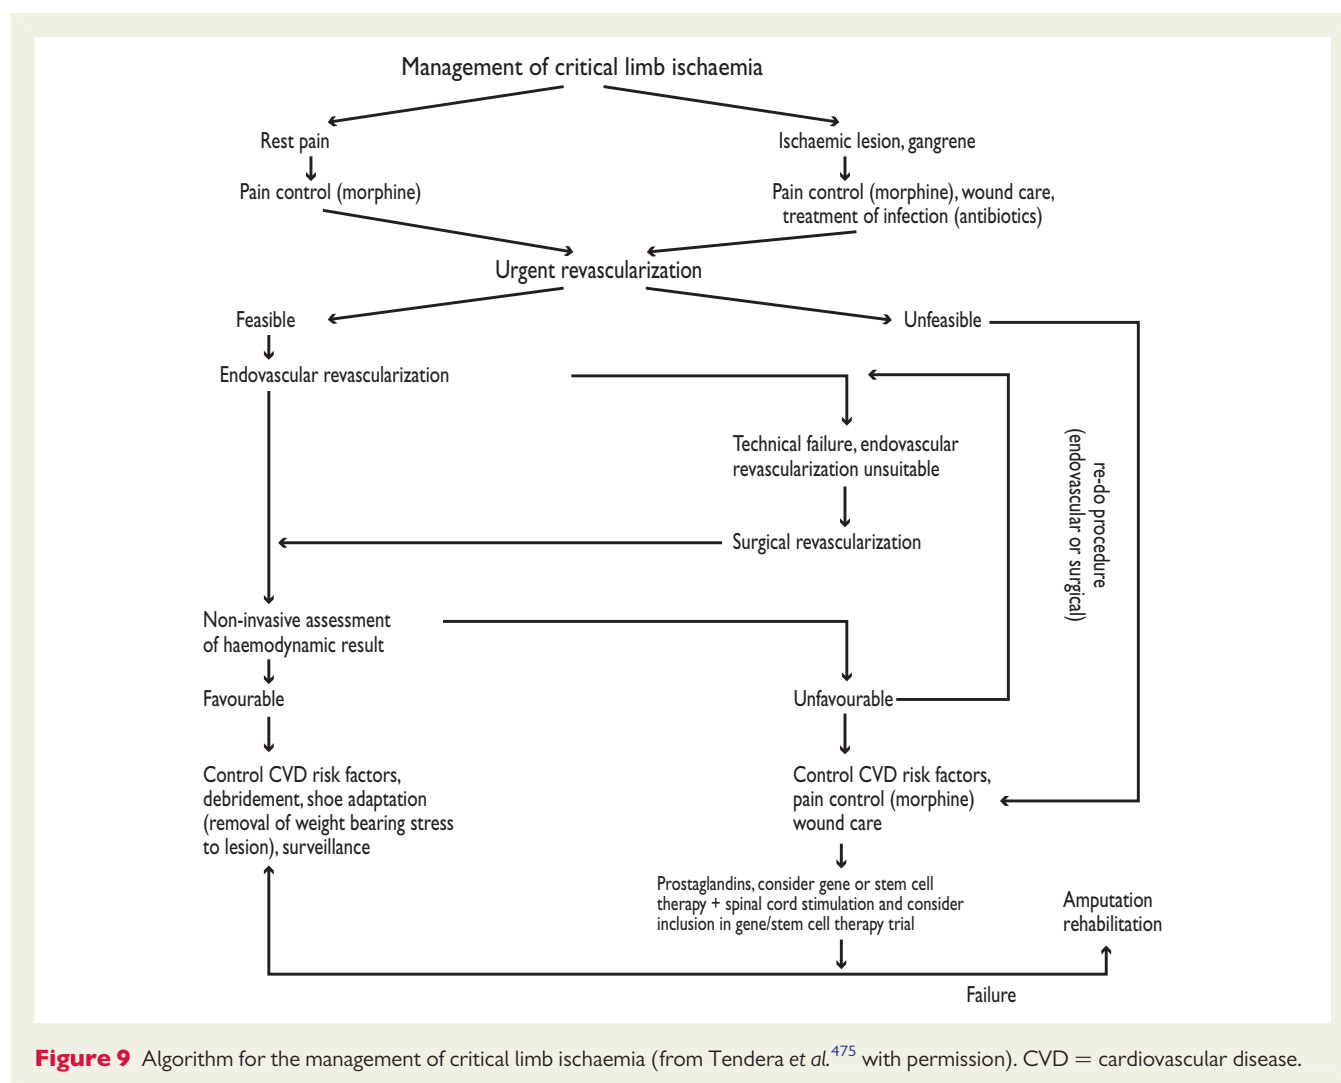 Management of critical limb ischaemia
Rest pain
Ischaemic lesion, gangrene
Pain control (morphine)
Pain control (morphine), wound care,
treatment of infection (antibiotics)
Urgent revascularization
Feasible
Unfeasible
Endovascular revascularization
re-do procedure
(endovascular or surgical)
Technical failure, endovascular
revascularization unsuitable
Surgical revascularization
Non-invasive assessment
of haemodynamic result
Favourable
Unfavourable
Control CVD risk factors,
debridement, shoe adaptation
(removal of weight bearing stress
to lesion), surveillance
Control CVD risk factors,
pain control (morphine)
wound care
Prostaglandins, consider gene or stem cell
therapy + spinal cord stimulation and consider
inclusion in gene/stem cell therapy trial
Amputation
rehabilitation
Failure
Figure 9 Algorithm for the management of critical limb ischaemia (from Tendera et al.475 with permission). CVD = cardiovascular disease.